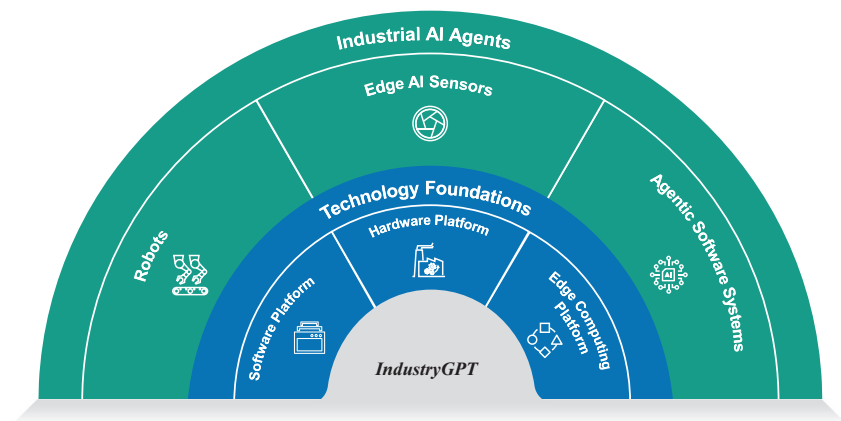 Industrial AI Agents
Edge AI Sensors
Robots
Agentic Software Systems
AI
Technology Foundations
Software Platform
Hardware Platform
Edge Computing
Platform
IndustryGPT